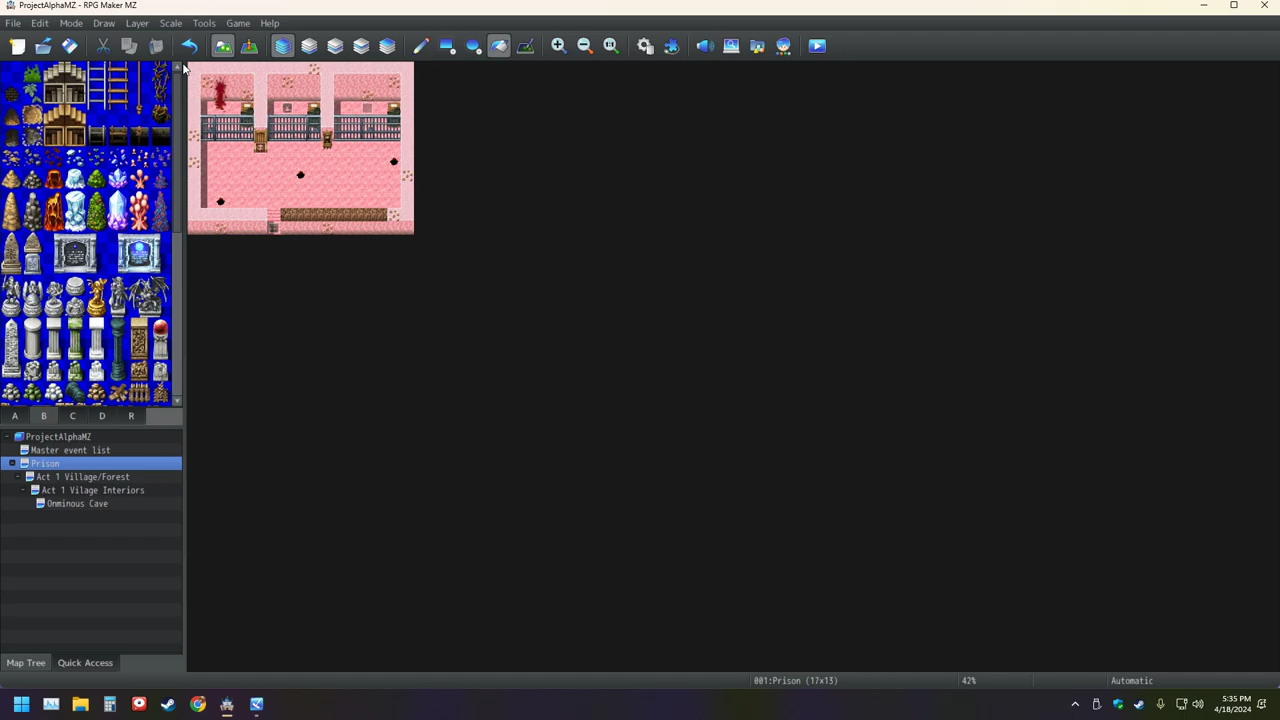 ProjectAlphaMZ - RPG Maker MZ
File Edit Mode Draw Layer Scale Tools Game Help
A B C D R
ProjectAlphaMZ
Master event list
Prison
Act 1 Village/Forest
Act 1 Vilage Interiors
Onminous Cave
Map Tree Quick Access
001:Prison (17x13) 42% Automatic
5:35 PM
4/18/2024